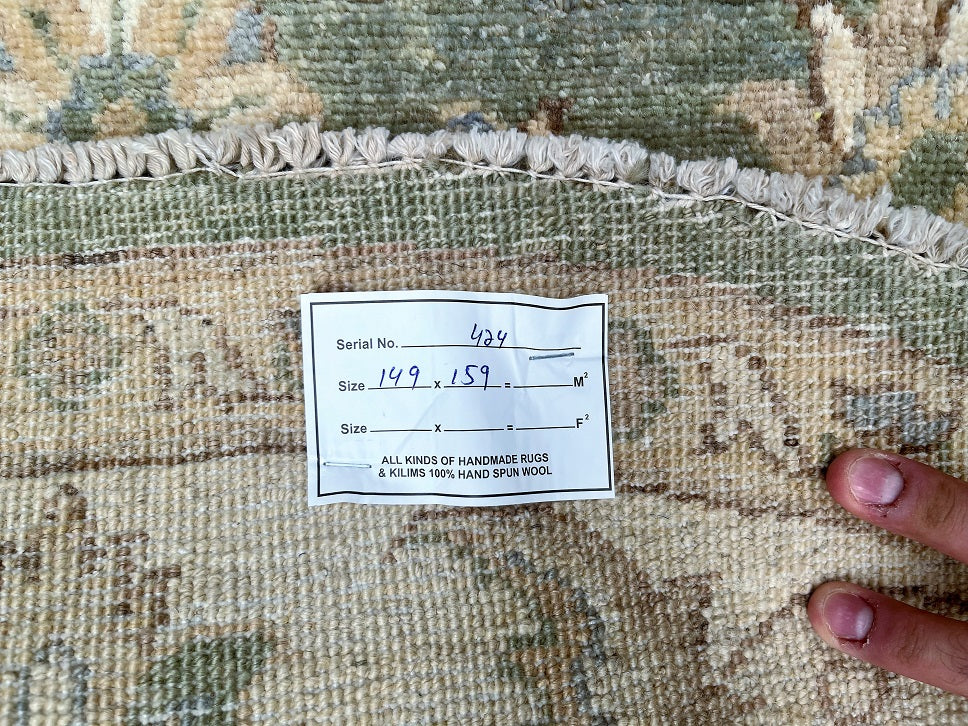 Serial No. 424
Size 149 x 159 = M²
Size x = F²
ALL KINDS OF HANDMADE RUGS
& KILIMS 100% HAND SPUN WOOL